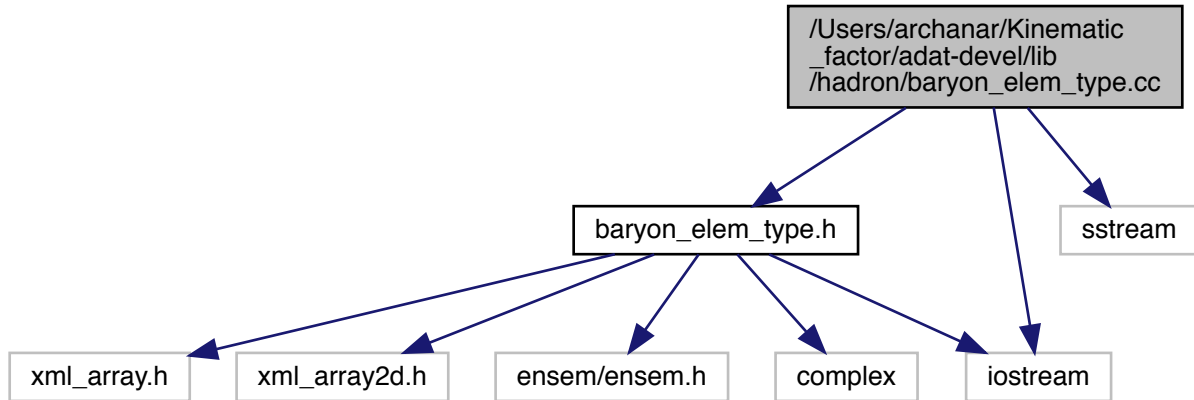 /Users/archanar/Kinematic
_factor/adat-devel/lib
/hadron/baryon_elem_type.cc
baryon_elem_type.h
sstream
xml_array.h
xml_array2d.h
ensem/ensem.h
complex
iostream